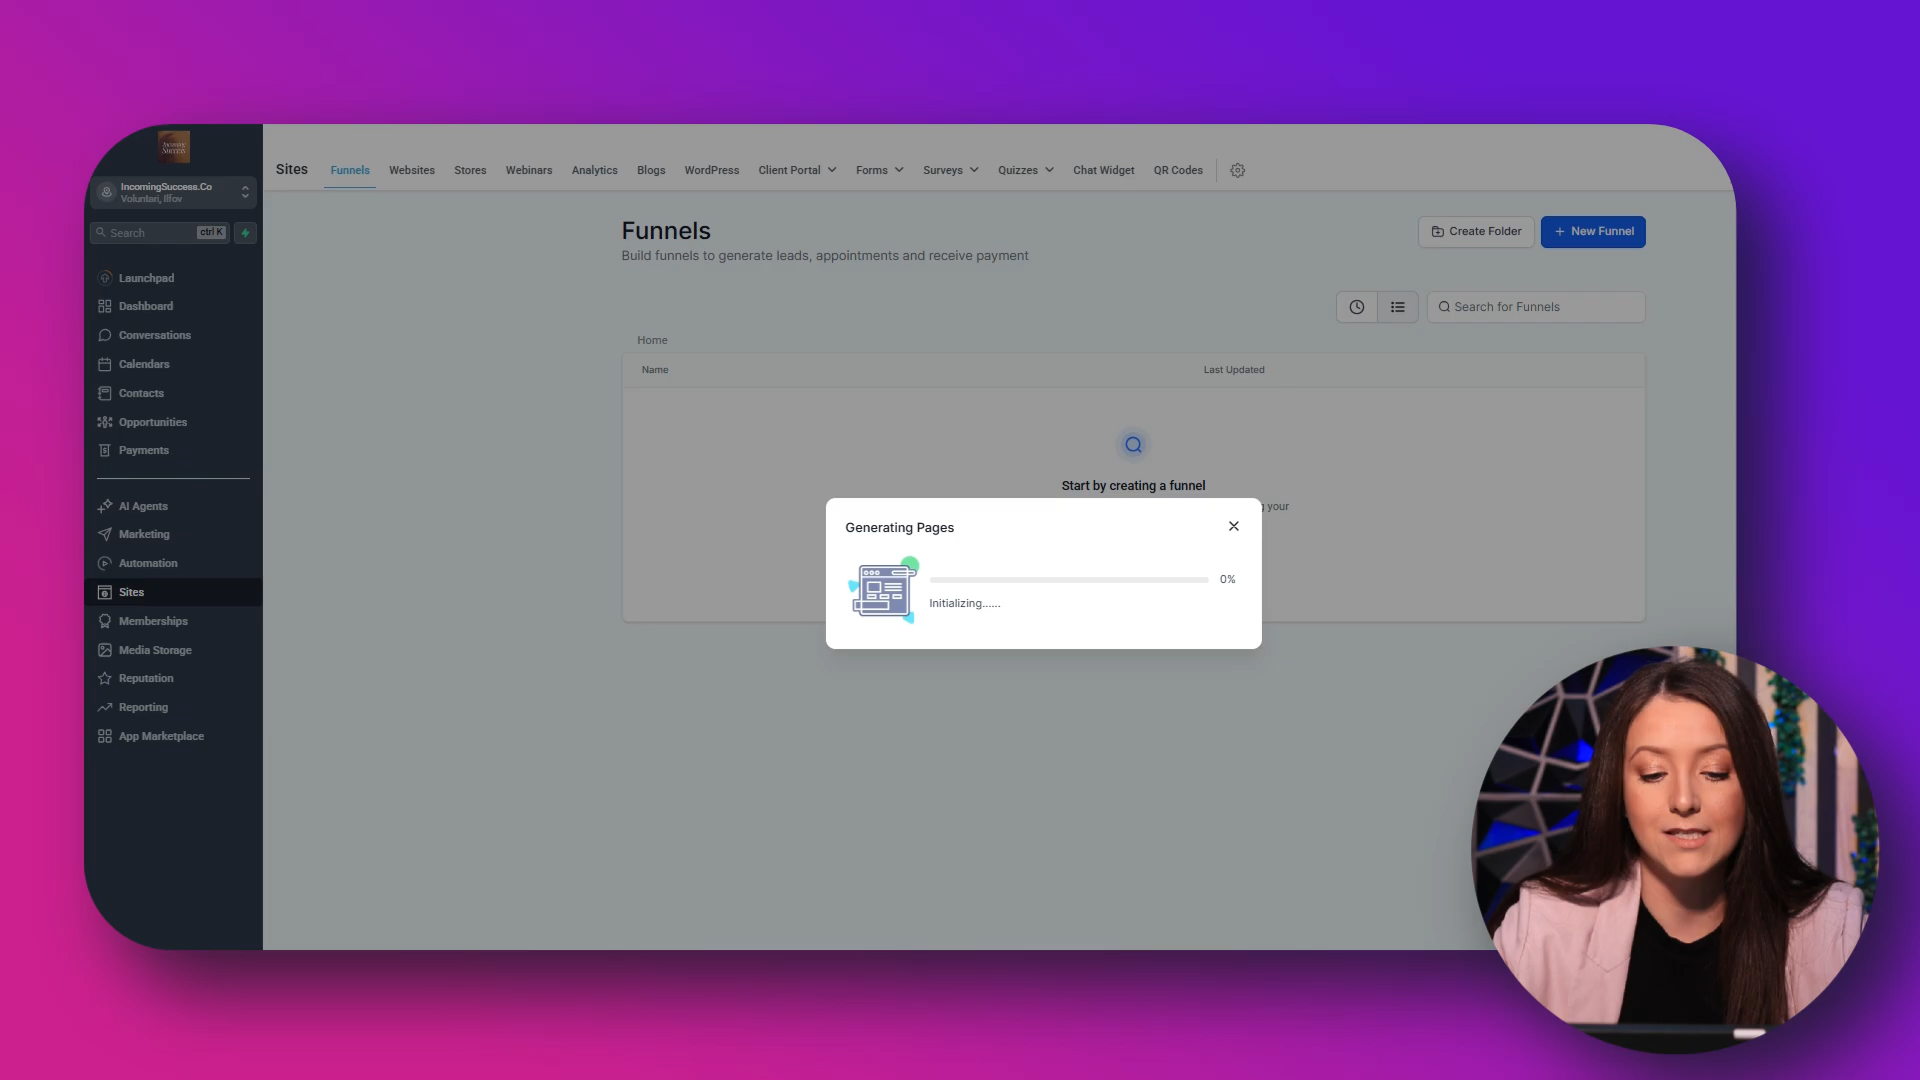 Incoming
Success
IncomingSuccess.Co
Voluntari, Ilfov
Search ctrl K
Launchpad
Dashboard
Conversations
Calendars
Contacts
Opportunities
Payments
AI Agents
Marketing
Automation
Sites
Memberships
Media Storage
Reputation
Reporting
App Marketplace
Sites Funnels Websites Stores Webinars Analytics Blogs WordPress Client Portal Forms Surveys Quizzes Chat Widget QR Codes
Funnels
Build funnels to generate leads, appointments and receive payment
Create Folder + New Funnel
Search for Funnels
Home
Name Last Updated
Start by creating a funnel
your
Generating Pages
0%
Initializing......